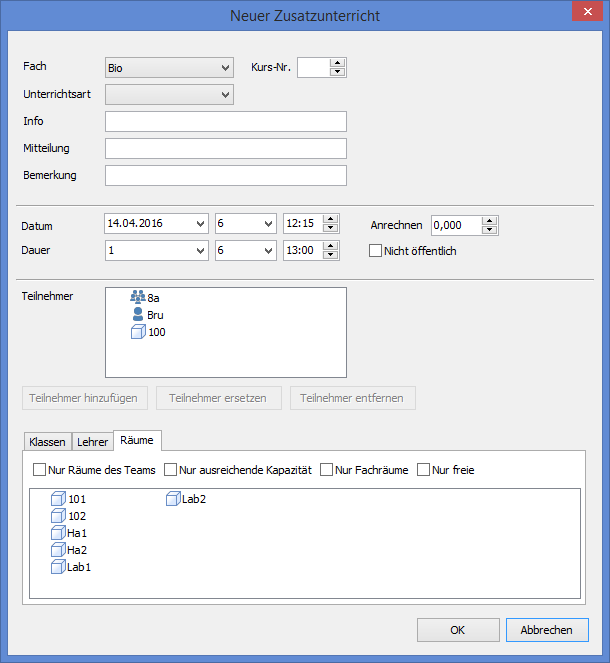 Neuer Zusatzunterricht
Fach Bio Kurs-Nr.
Unterrichtsart
Info
Mitteilung
Bemerkung
Datum 14.04.2016 6 12:15 Anrechnen 0,000
Dauer 1 6 13:00 Nicht öffentlich
Teilnehmer 8a
Bru
100
Teilnehmer hinzufügen Teilnehmer ersetzen Teilnehmer entfernen
Klassen Lehrer Räume
Nur Räume des Teams Nur ausreichende Kapazität Nur Fachräume Nur freie
101 Lab2
102
Ha1
Ha2
Lab1
OK Abbrechen